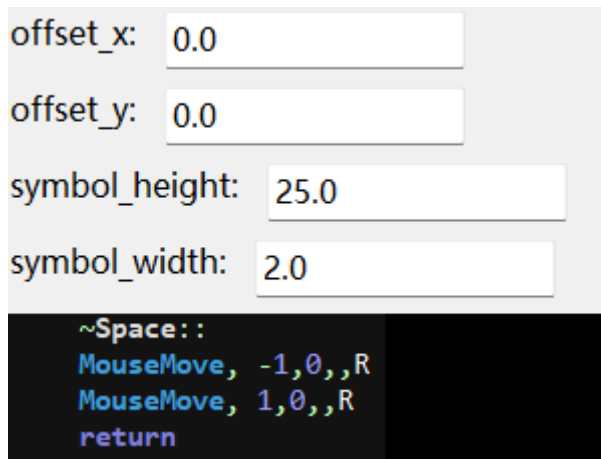 offset_x: 0.0
offset_y: 0.0
symbol_height: 25.0
symbol_width: 2.0
~Space::
MouseMove, -1,0,,R
MouseMove, 1,0,,R
return